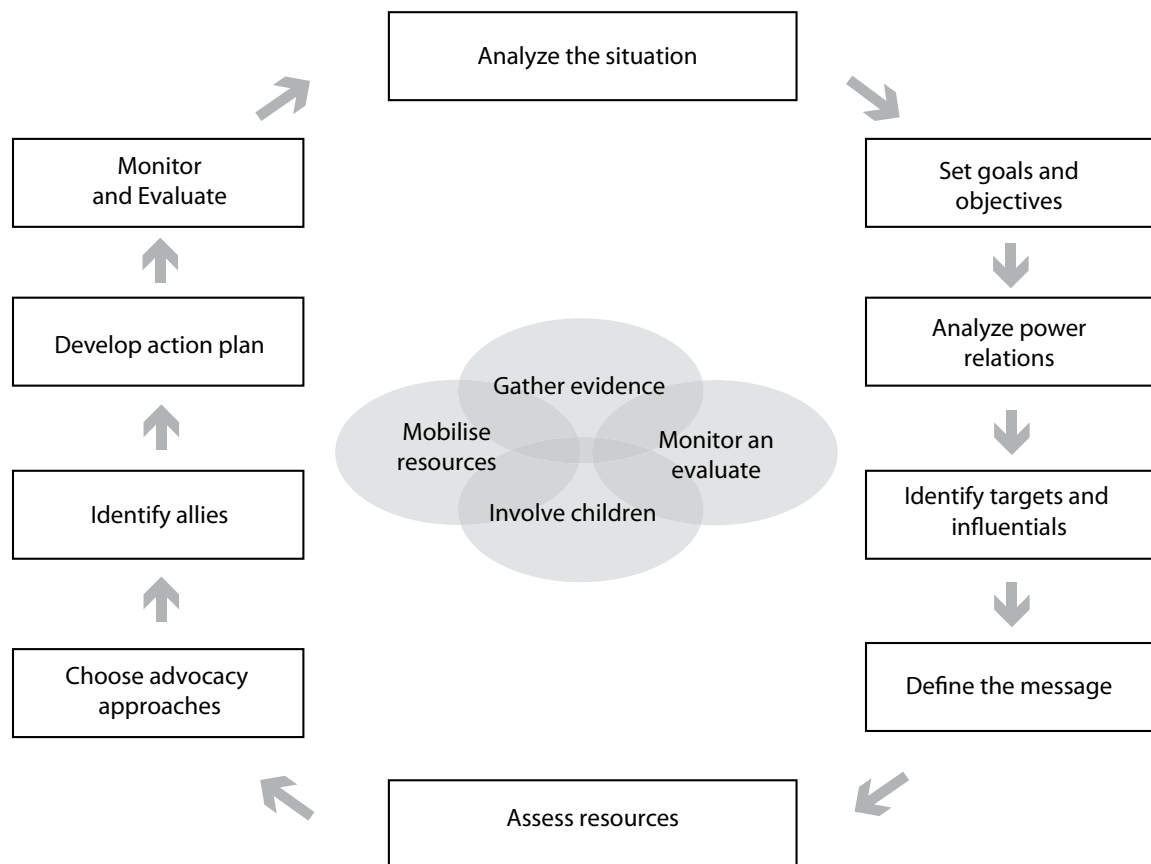 Analyze the situation
Set goals and
objectives
Analyze power
relations
Identify targets and
influentials
Define the message
Assess resources
Choose advocacy
approaches
Identify allies
Develop action plan
Monitor
and Evaluate
Gather evidence
Mobilise
resources
Monitor an
evaluate
Involve children